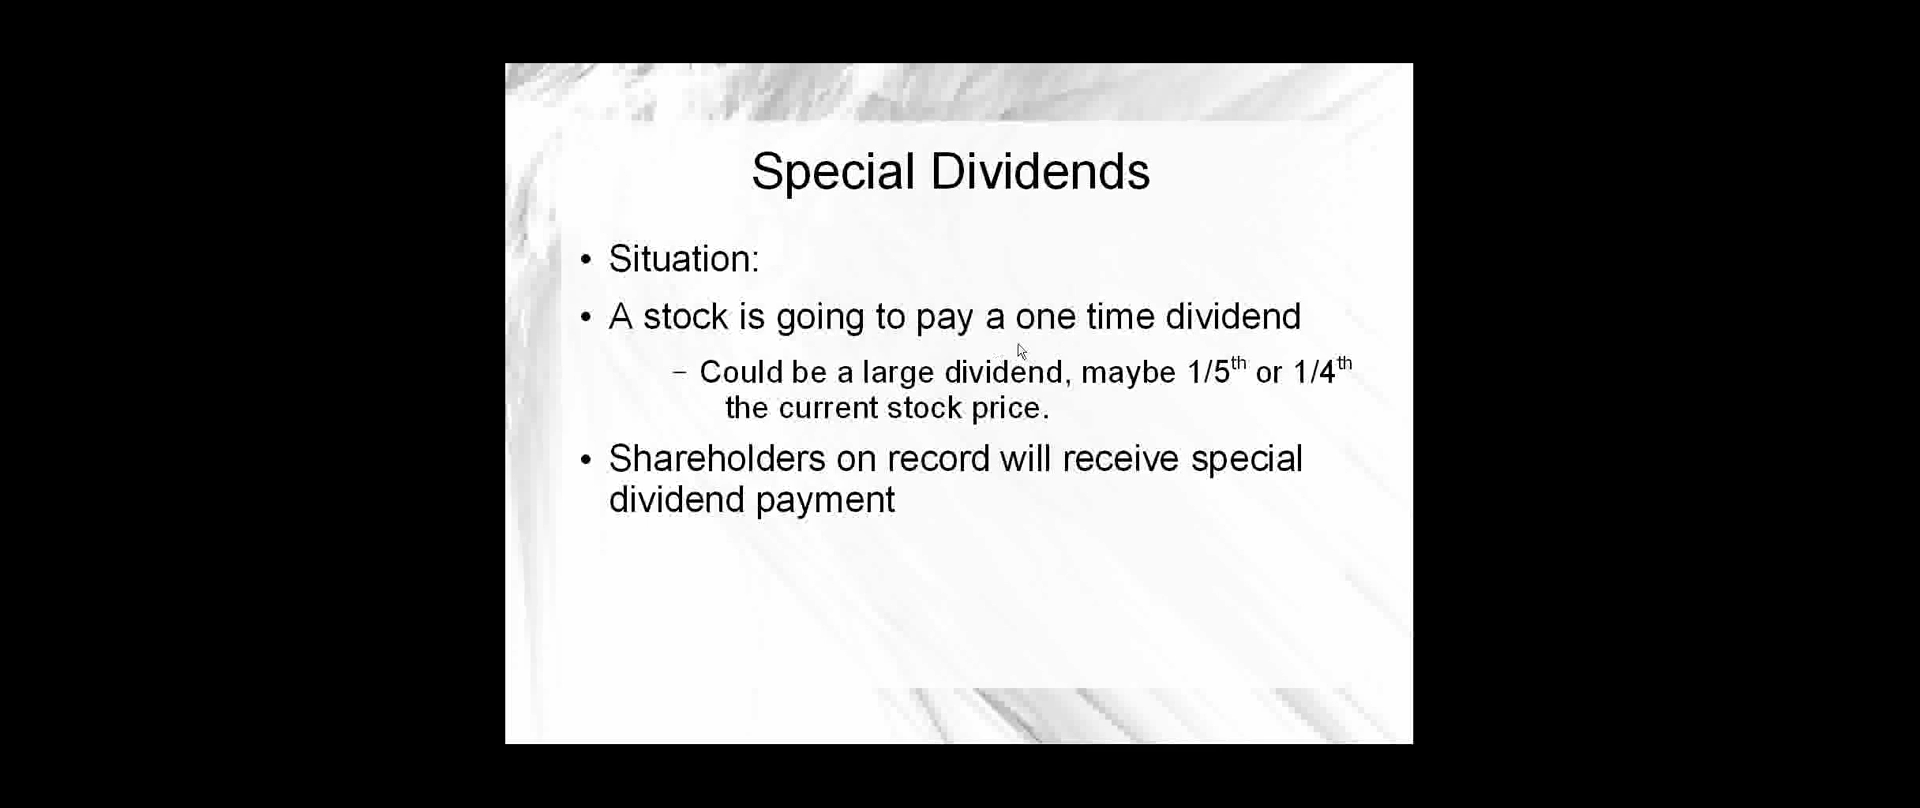 Special Dividends
• Situation:
• A stock is going to pay a one time dividend
– Could be a large dividend, maybe 1/5th or 1/4th
the current stock price.
• Shareholders on record will receive special
dividend payment